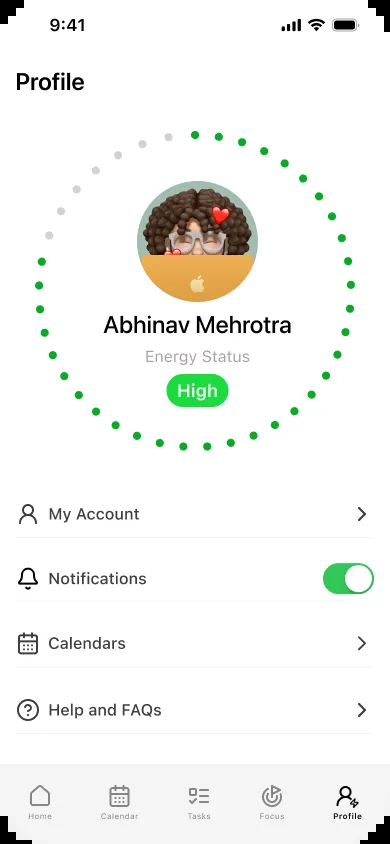 9:41
Profile
Abhinav Mehrotra
Energy Status
High
My Account
Notifications
Calendars
Help and FAQs
Home Calendar Tasks Focus Profile